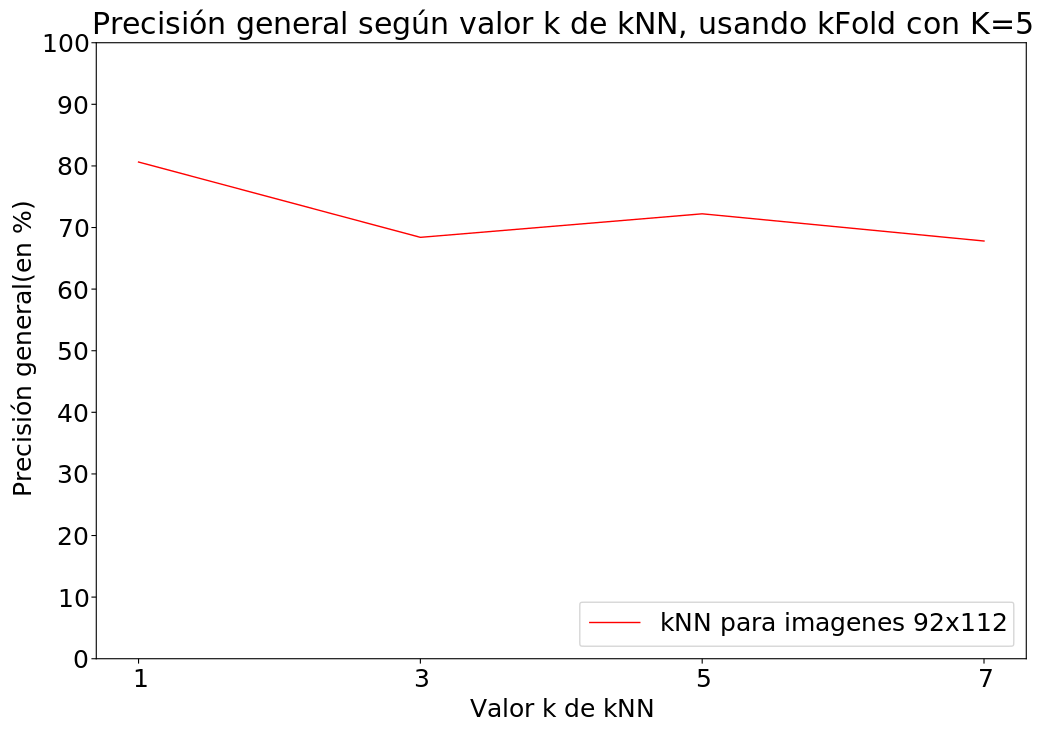 Precisión general según valor k de kNN, usando kFold con K=5
Precisión general(en %)
100
90
80
70
60
50
40
30
20
10
0
1 3 5 7
Valor k de kNN
kNN para imagenes 92x112